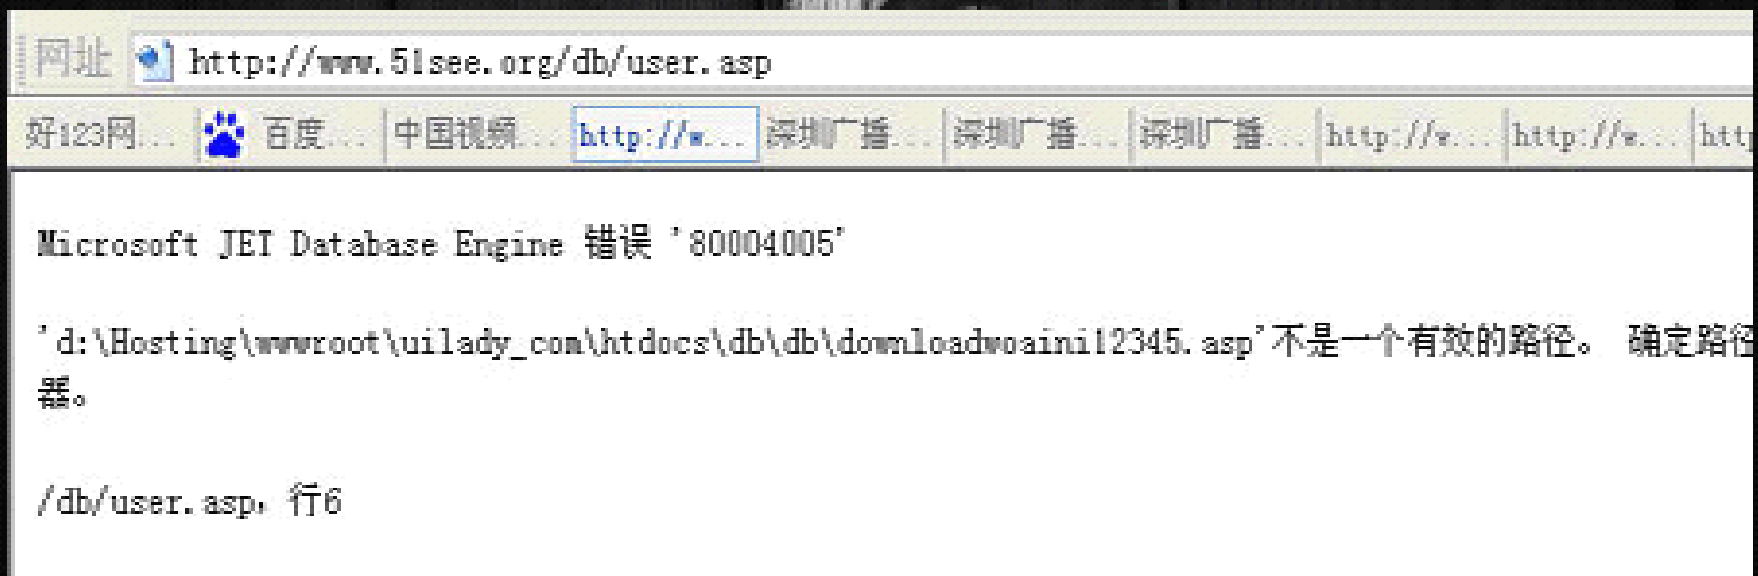 网址 http://www.51see.org/db/user.asp
好123网... 百度... 中国视频... http://w... 深圳广播... 深圳广播... 深圳广播... http://w... http://w... http
Microsoft JET Database Engine 错误 '80004005'
'd:\Hosting\wwwroot\uilady_com\htdocs\db\db\downloadwoaini12345.asp'不是一个有效的路径。 确定路径
器。
/db/user.asp，行6